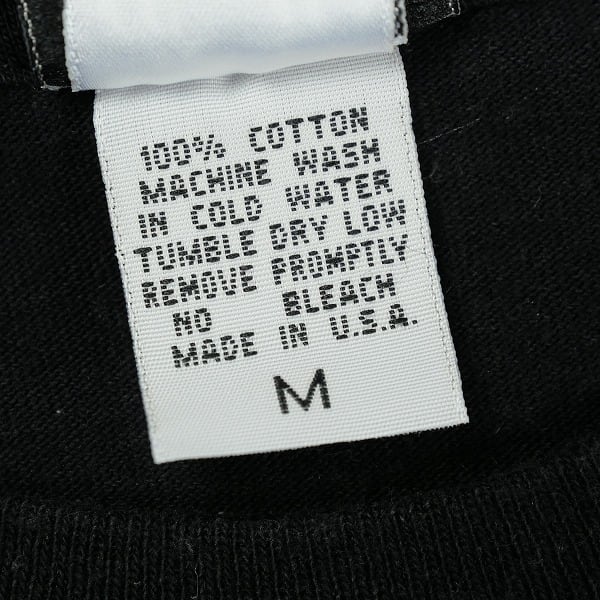 100% COTTON
MACHINE WASH
IN COLD WATER
TUMBLE DRY LOW
REMOVE PROMPTLY
NO BLEACH
MADE IN U.S.A.
M